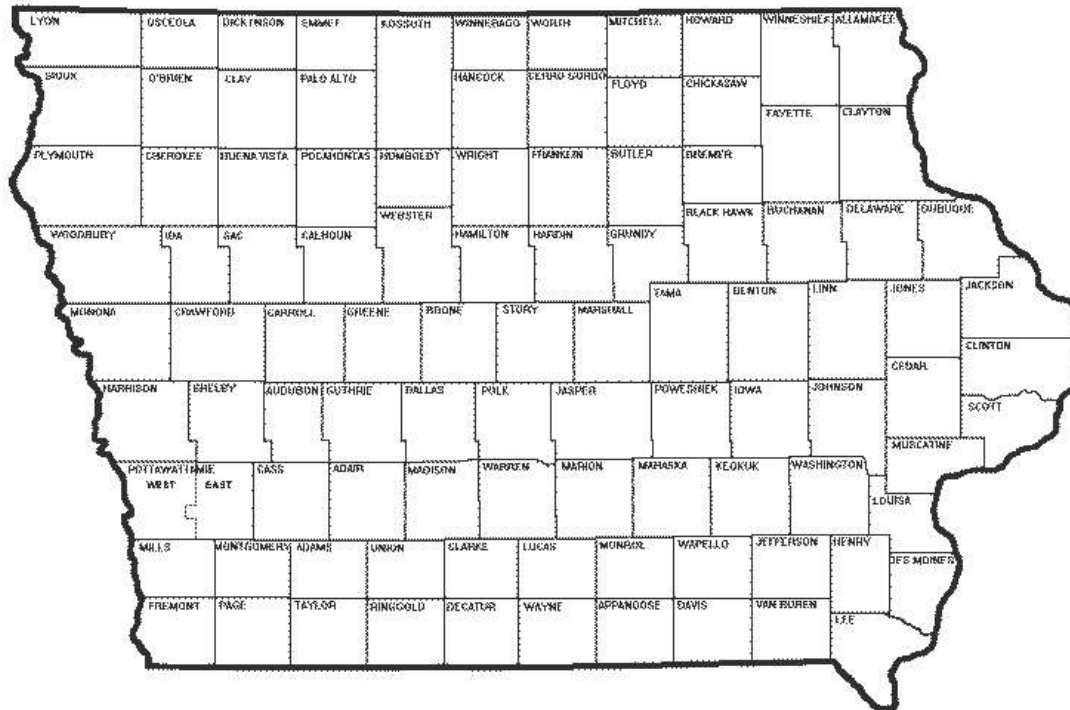 LYON OSCEOLA DICKINSON EMMET KOSSUTH WINNEBAGO WORTH MITCHELL HOWARD WINNESHIEK ALLAMAKEE
SIOUX O'BRIEN CLAY PALO ALTO HANCOCK CERRO GORDO FLOYD CHICKASAW
FAYETTE CLAYTON
PLYMOUTH CHEROKEE BUENA VISTA POCAHONTAS HUMBOLDT WRIGHT FRANKLIN BUTLER BREMER
WEBSTER BLACK HAWK BUCHANAN DELAWARE DUBUQUE
WOODBURY IDA SAC CALHOUN HAMILTON HARDIN GRUNDY
TAMA BENTON LINN JONES JACKSON
MONONA CRAWFORD CARROLL GREENE BOONE STORY MARSHALL
CLINTON
CEDAR
HARRISON SHELBY AUDUBON GUTHRIE DALLAS POLK JASPER POWESHIEK IOWA JOHNSON
SCOTT
MUSCATINE
POTTAWATTAMIE CASS ADAIR MADISON WARREN MARION MAHASKA KEOKUK WASHINGTON
WEST EAST
LOUISA
MILLS MONTGOMERY ADAMS UNION CLARKE LUCAS MONROE WAPELLO JEFFERSON HENRY
DES MOINES
FREMONT PAGE TAYLOR RINGGOLD DECATUR WAYNE APPANOOSE DAVIS VAN BUREN
LEE